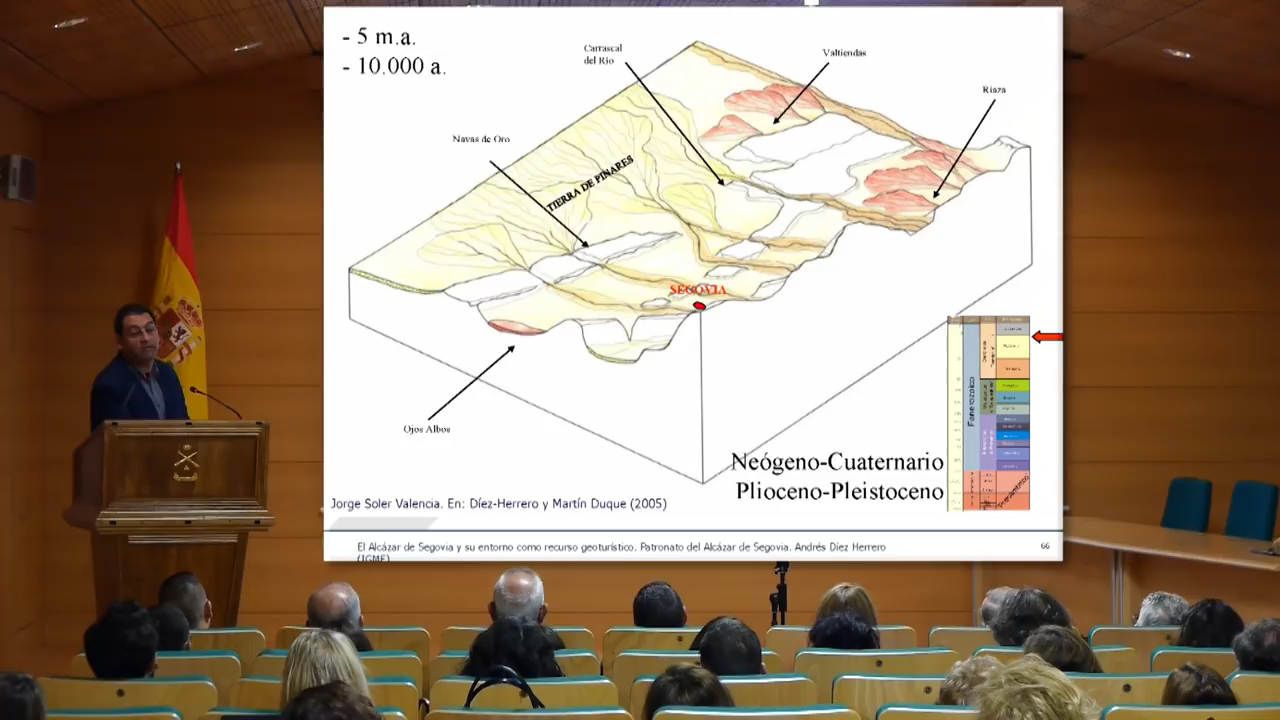 - 5 m.a.
- 10.000 a.
Carrascal
del Río
Valtiendas
Riaza
Navas de Oro
TIERRA DE PINARES
SEGOVIA
Ojos Albos
Fanerozoico
Neógeno-Cuaternario
Plioceno-Pleistoceno
Jorge Soler Valencia. En: Díez-Herrero y Martín Duque (2005)
El Alcázar de Segovia y su entorno como recurso geoturístico. Patronato del Alcázar de Segovia. Andrés Díez Herrero
(IGME)
66